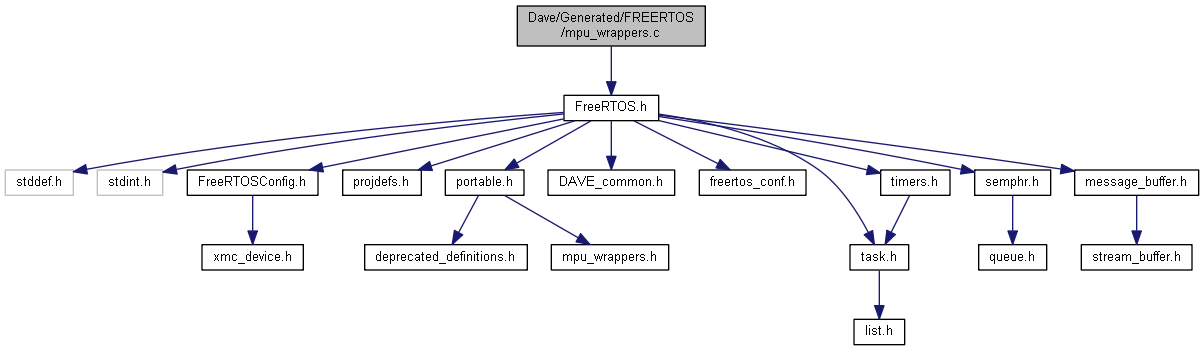 Dave/Generated/FREERTOS
/mpu_wrappers.c
FreeRTOS.h
stddef.h
stdint.h
FreeRTOSConfig.h
projdefs.h
portable.h
DAVE_common.h
freertos_conf.h
timers.h
semphr.h
message_buffer.h
xmc_device.h
deprecated_definitions.h
mpu_wrappers.h
task.h
queue.h
stream_buffer.h
list.h